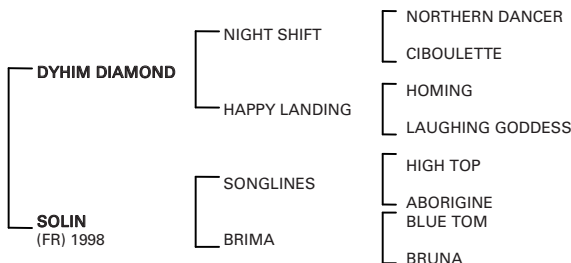 NORTHERN DANCER
NIGHT SHIFT
CIBOULETTE
DYHIM DIAMOND
HOMING
HAPPY LANDING
LAUGHING GODDESS
HIGH TOP
SONGLINES
ABORIGINE
SOLIN
(FR) 1998
BLUE TOM
BRIMA
BRUNA